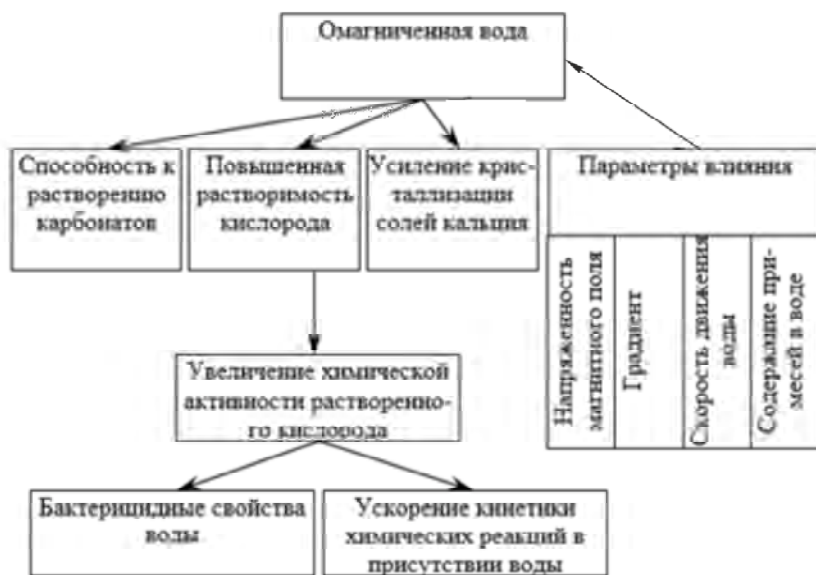 Омагниченная вода
Способность к
растворению
карбонатов
Повышенная
растворимость
кислорода
Усиление крис-
таллизации
солей кальция
Параметры влияния
Напряженность
магнитного поля
Градиент
Скорость движения
воды
Содержание при-
месей в воде
Увеличение химической
активности растворенно-
го кислорода
Бактерицидные свойства
воды
Ускорение кинетики
химических реакций в
присутствии воды